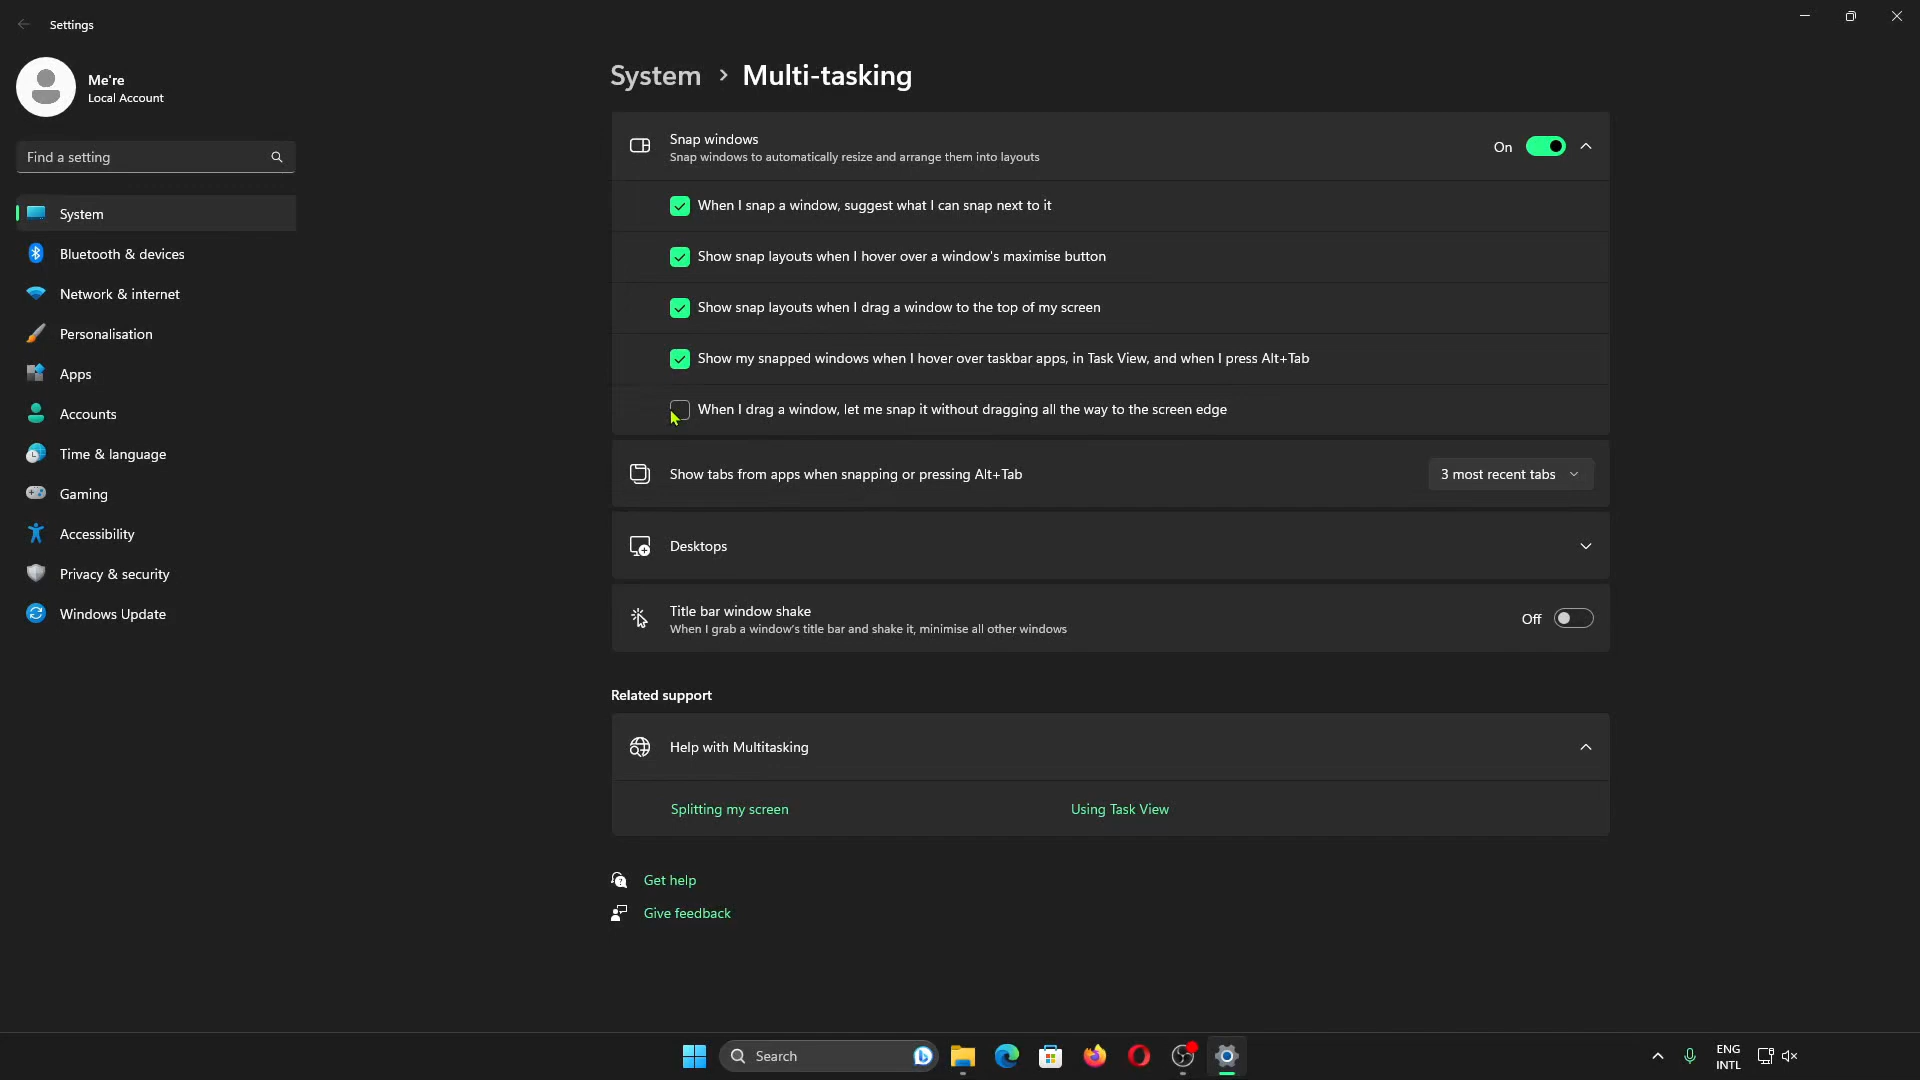 Settings
Me're
Local Account
Find a setting
System
Bluetooth & devices
Network & internet
Personalisation
Apps
Accounts
Time & language
Gaming
Accessibility
Privacy & security
Windows Update
System > Multi-tasking
Snap windows
Snap windows to automatically resize and arrange them into layouts
On
When I snap a window, suggest what I can snap next to it
Show snap layouts when I hover over a window's maximise button
Show snap layouts when I drag a window to the top of my screen
Show my snapped windows when I hover over taskbar apps, in Task View, and when I press Alt+Tab
When I drag a window, let me snap it without dragging all the way to the screen edge
Show tabs from apps when snapping or pressing Alt+Tab
3 most recent tabs
Desktops
Title bar window shake
When I grab a window's title bar and shake it, minimise all other windows
Off
Related support
Help with Multitasking
Splitting my screen
Using Task View
Get help
Give feedback
Search
ENG
INTL